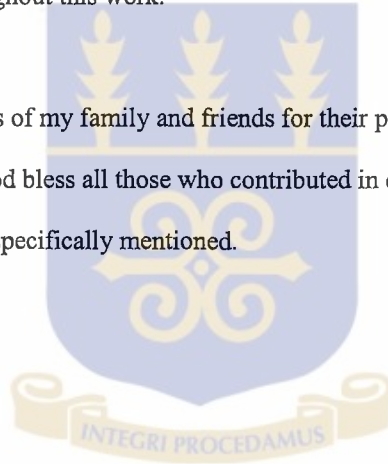 ghout this work.
s of my family and friends for their p
od bless all those who contributed in
specifically mentioned.
INTEGRI PROCEDAMUS